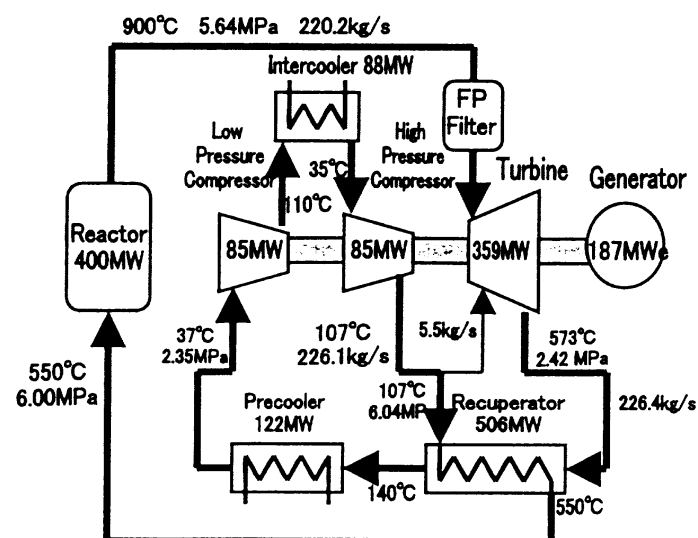 900℃ 5.64MPa 220.2kg/s
Intercooler 88MW
FP
Filter
Low
Pressure
Compressor
High
Pressure
Compressor
35℃
110℃
Turbine
Generator
Reactor
400MW
85MW
85MW
359MW
187MWe
37℃
2.35MPa
107℃
226.1kg/s
5.5kg/s
573℃
2.42 MPa
550℃
6.00MPa
107℃
6.04MP
226.4kg/s
Precooler
122MW
Recuperator
506MW
140℃
550℃